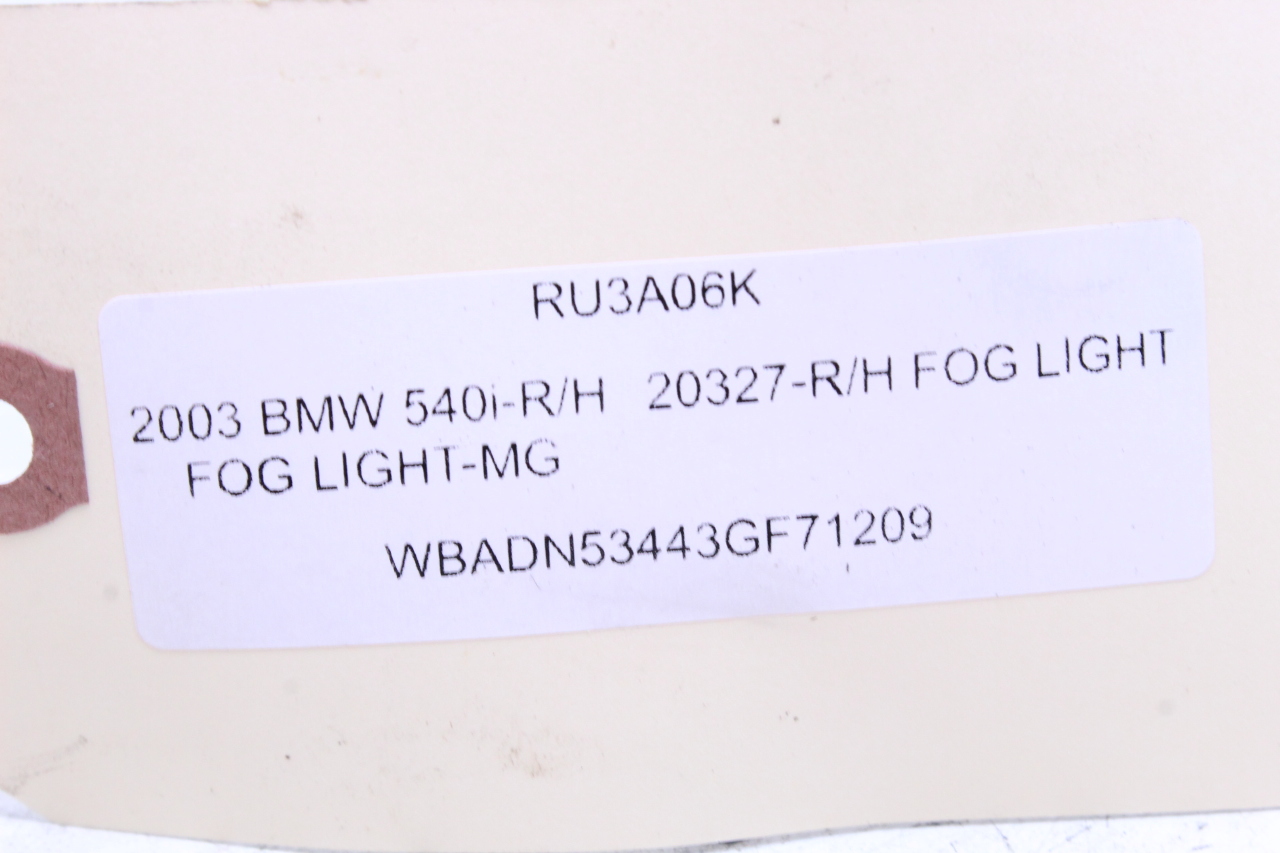 RU3A06K
2003 BMW 540i-R/H 20327-R/H FOG LIGHT
FOG LIGHT-MG
WBADN53443GF71209